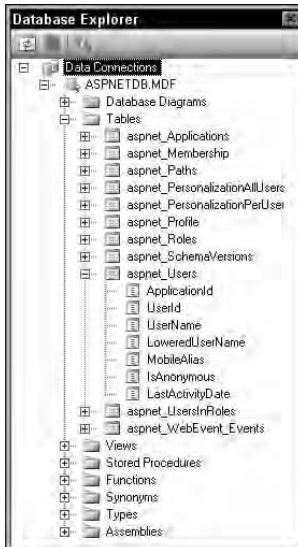 Database Explorer
Data Connections
ASPNETDB.MDF
Database Diagrams
Tables
aspnet_Applications
aspnet_Membership
aspnet_Paths
aspnet_PersonalizationAllUsers
aspnet_PersonalizationPerUser
aspnet_Profile
aspnet_Roles
aspnet_SchemaVersions
aspnet_Users
ApplicationId
UserId
UserName
LoweredUserName
MobileAlias
IsAnonymous
LastActivityDate
aspnet_UsersInRoles
aspnet_WebEvent_Events
Views
Stored Procedures
Functions
Synonyms
Types
Assemblies